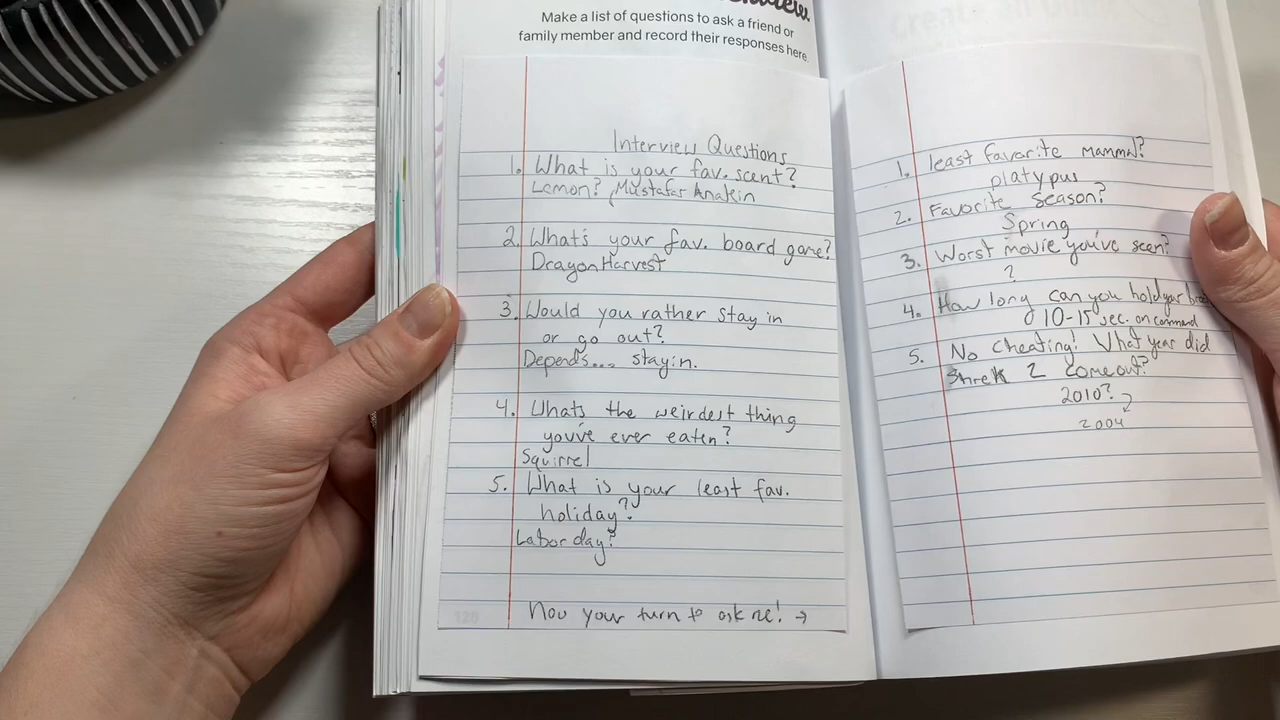 Make a list of questions to ask a friend or
family member and record their responses here.
Interview Questions
1. What is your fav. scent?
Lemon? Mustafar Anakin
2. What's your fav. board game?
Dragon Harvest
3. Would you rather stay in
or go out?
Depends... stay in.
4. Whats the weirdest thing
you've ever eaten?
Squirrel
5. What is your least fav.
holiday?
Labor day?
Now your turn to ask me! →
126
1. least favorite mammal?
platypus
2. Favorite season?
Spring
3. Worst movie you've seen?
?
4. How long can you hold your
10-15 sec. on command
5. No cheating! What year did
Shrek 2 come out?
2010?
2004